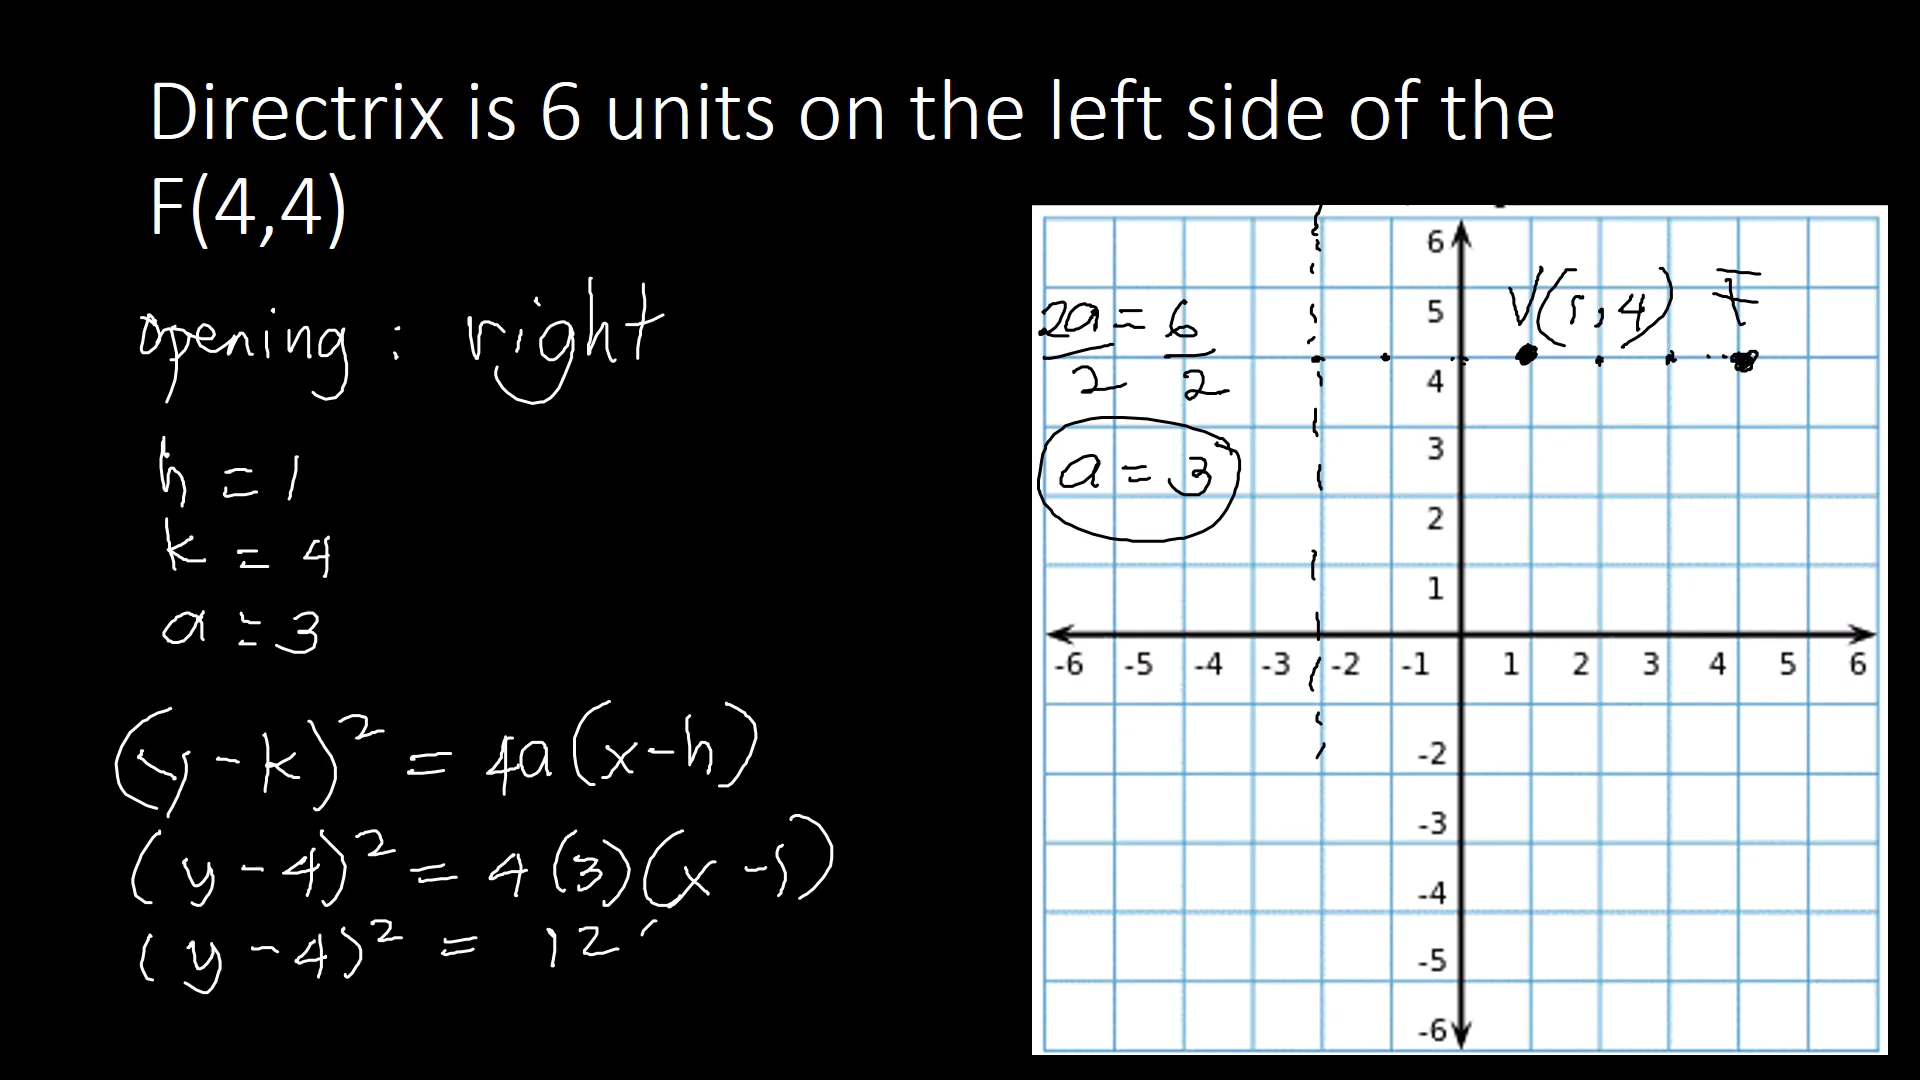 Directrix is 6 units on the left side of the
F(4,4)
opening : right
h = 1
k = 4
a = 3
(y - k)² = 4a(x - h)
(y - 4)² = 4(3)(x - 1)
(y - 4)² = 12(
2a = 6
2 2
a = 3
V(1,4) F
6
5
4
3
2
1
-6 -5 -4 -3 -2 -1 1 2 3 4 5 6
-2
-3
-4
-5
-6